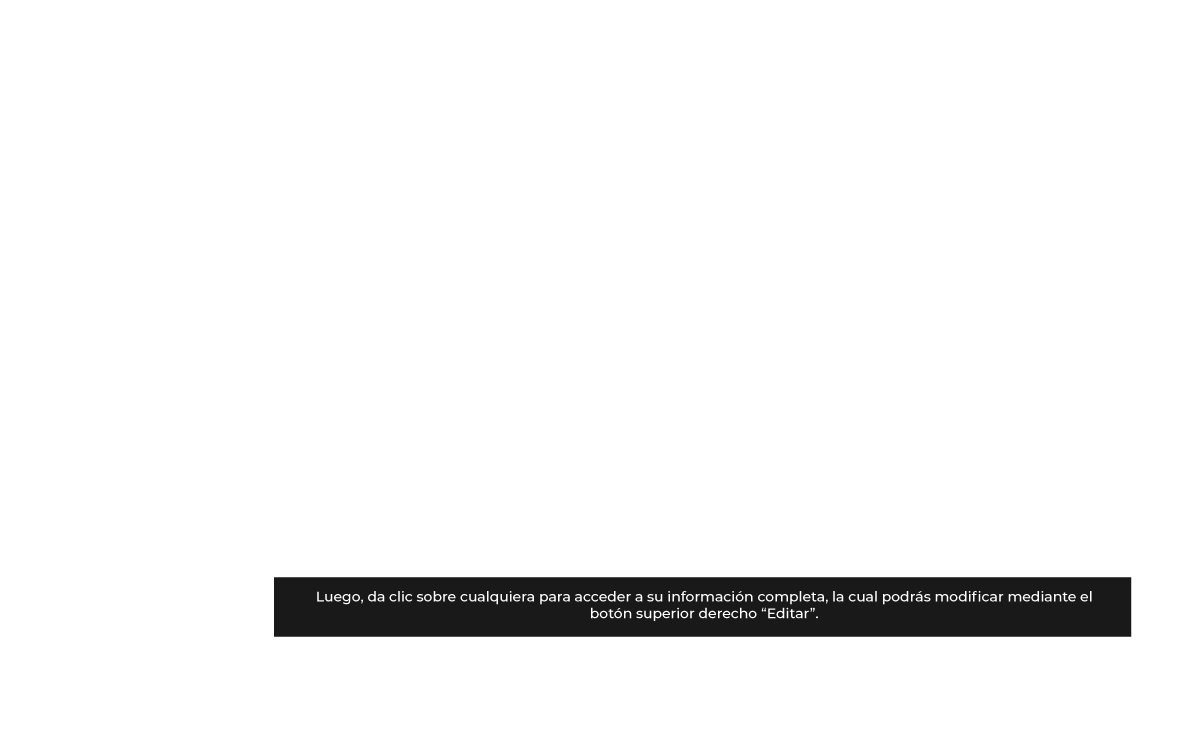 Luego, da clic sobre cualquiera para acceder a su información completa, la cual podrás modificar mediante el
botón superior derecho “Editar”.